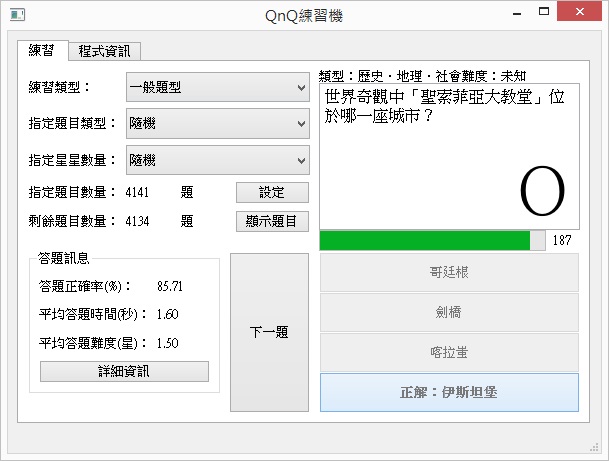 QnQ練習機
練習
程式資訊
練習類型：
一般題型
指定題目類型：
隨機
指定星星數量：
隨機
指定題目數量： 4141 題
設定
剩餘題目數量： 4134 題
顯示題目
答題訊息
答題正確率(%)： 85.71
平均答題時間(秒)： 1.60
平均答題難度(星)： 1.50
詳細資訊
下一題
類型：歷史．地理．社會難度：未知
世界奇觀中「聖索菲亞大教堂」位
於哪一座城市？
O
187
哥廷根
劍橋
喀拉蚩
正解：伊斯坦堡